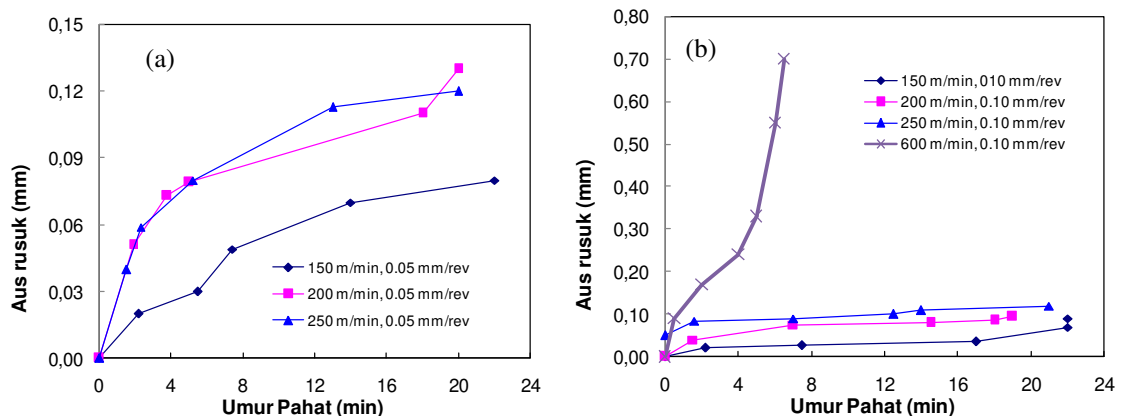 (a)
0,15
0,12
0,09
0,06
0,03
0,00
Aus rusuk (mm)
0 4 8 12 16 20 24
Umur Pahat (min)
150 m/min, 0.05 mm/rev
200 m/min, 0.05 mm/rev
250 m/min, 0.05 mm/rev
(b)
0,80
0,70
0,60
0,50
0,40
0,30
0,20
0,10
0,00
Aus rusuk (mm)
0 4 8 12 16 20 24
Umur Pahat (min)
150 m/min, 010 mm/rev
200 m/min, 0.10 mm/rev
250 m/min, 0.10 mm/rev
600 m/min, 0.10 mm/rev